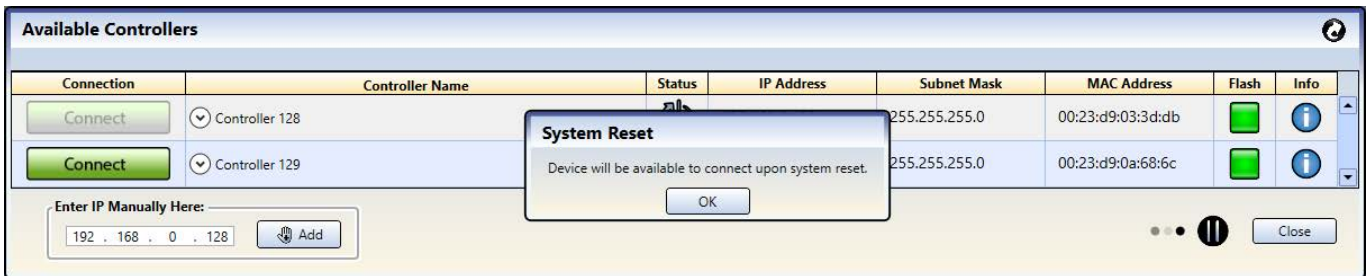 Available Controllers
Connection Controller Name Status IP Address Subnet Mask MAC Address Flash Info
Connect Controller 128 255.255.255.0 00:23:d9:03:3d:db
System Reset
Device will be available to connect upon system reset.
OK
Connect Controller 129 255.255.255.0 00:23:d9:0a:68:6c
Enter IP Manually Here:
192 . 168 . 0 . 128 Add
Close